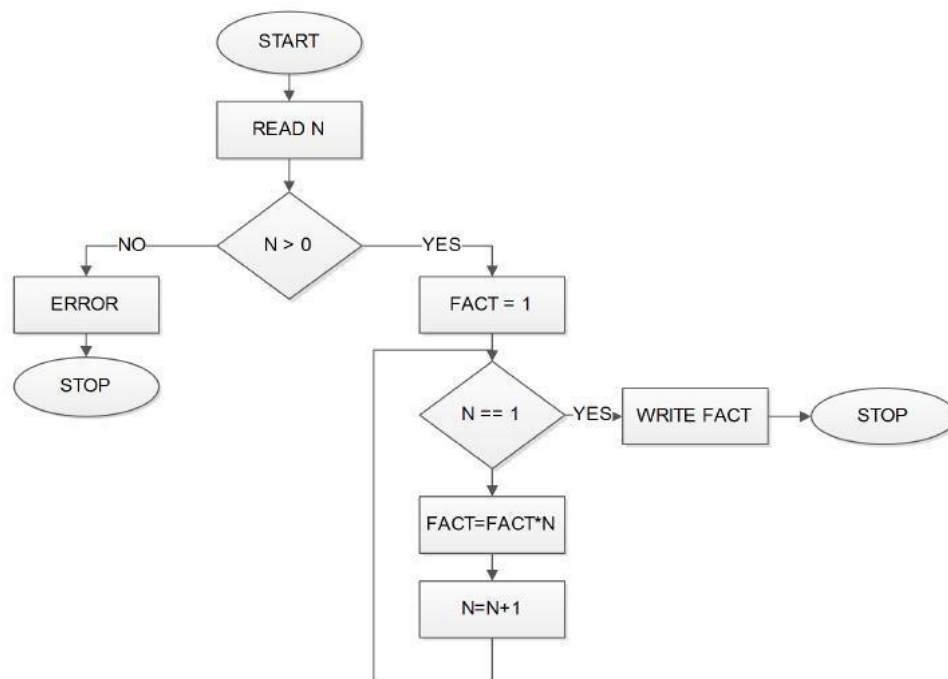 START
READ N
N > 0
NO
YES
ERROR
FACT = 1
STOP
N == 1
YES
WRITE FACT
STOP
FACT=FACT*N
N=N+1